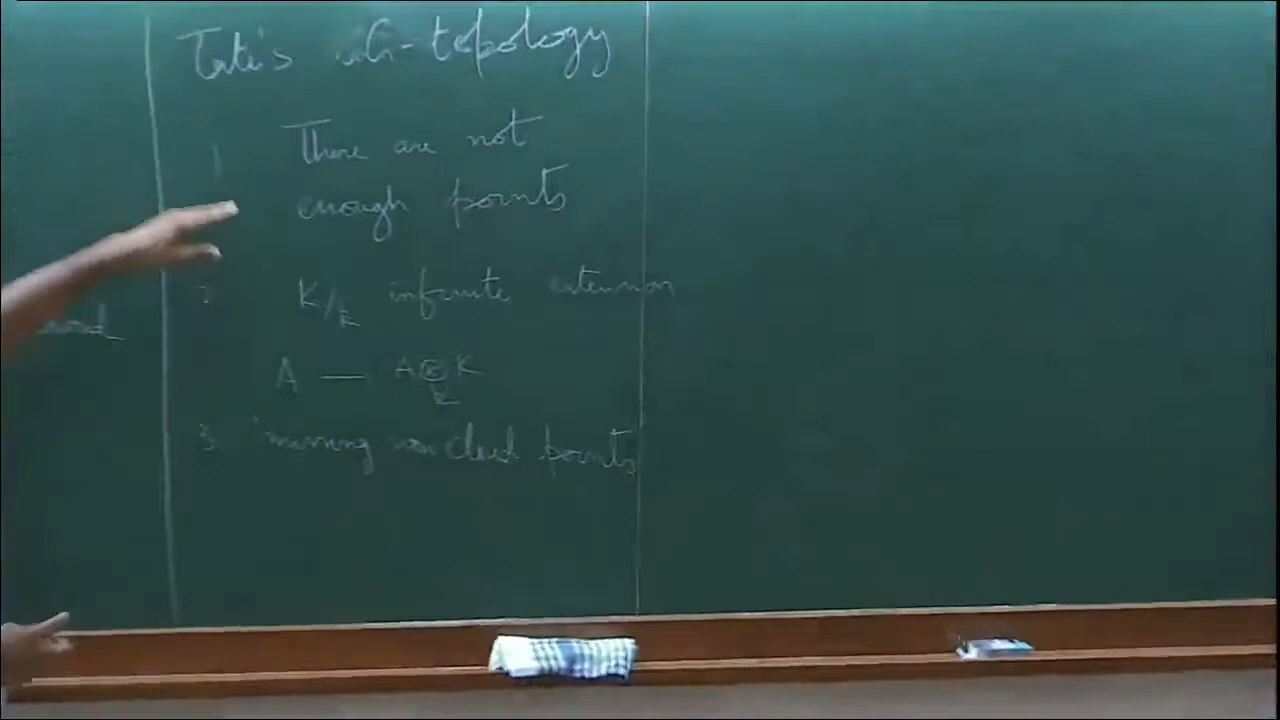 Tate's G-topology
1 There are not
enough points
2 K/k infinite extension
A — A⊗K
k
3. missing non closed points